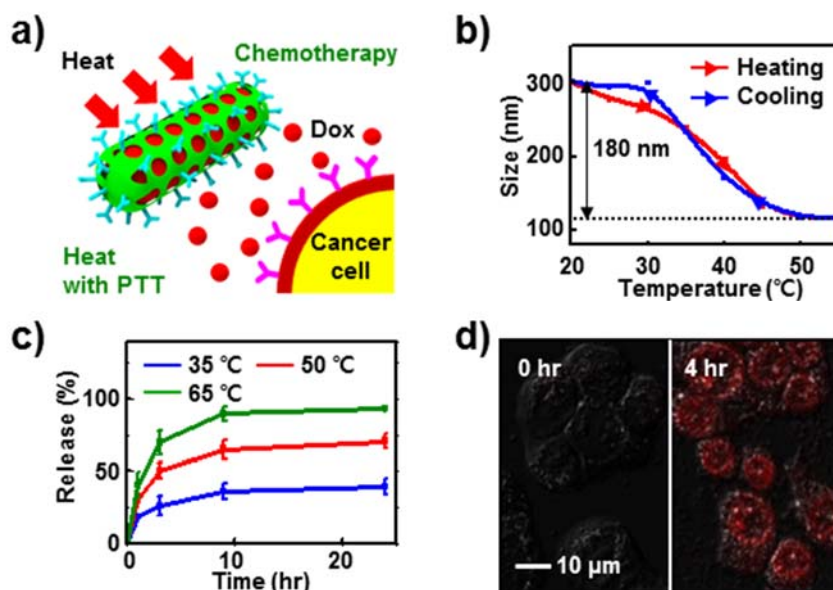 a)
Heat
Chemotherapy
Dox
Heat
with PTT
Cancer
cell
b)
Heating
Cooling
180 nm
Size (nm)
300
200
100
20 30 40 50
Temperature (℃)
c)
35 ℃ 50 ℃
65 ℃
Release (%)
100
50
0
0 10 20
Time (hr)
d)
0 hr
4 hr
10 µm